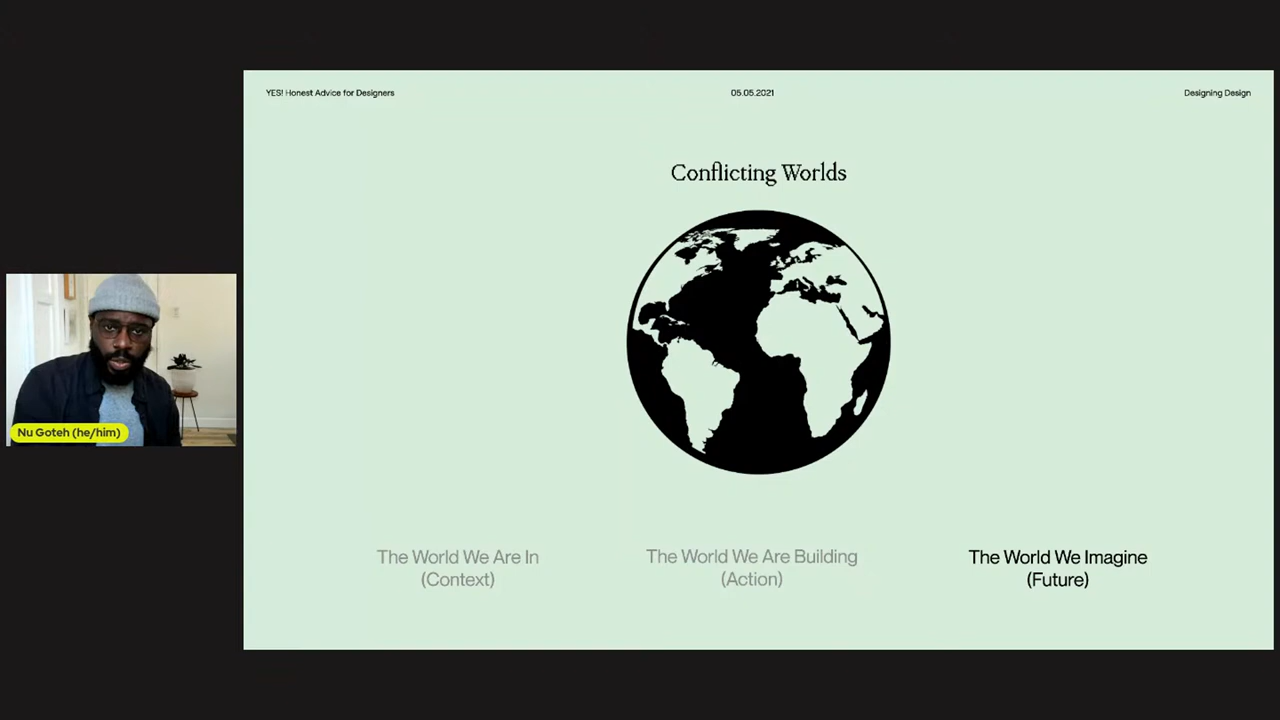 YES! Honest Advice for Designers
05.05.2021
Designing Design
Conflicting Worlds
Nu Goteh (he/him)
The World We Are In
(Context)
The World We Are Building
(Action)
The World We Imagine
(Future)